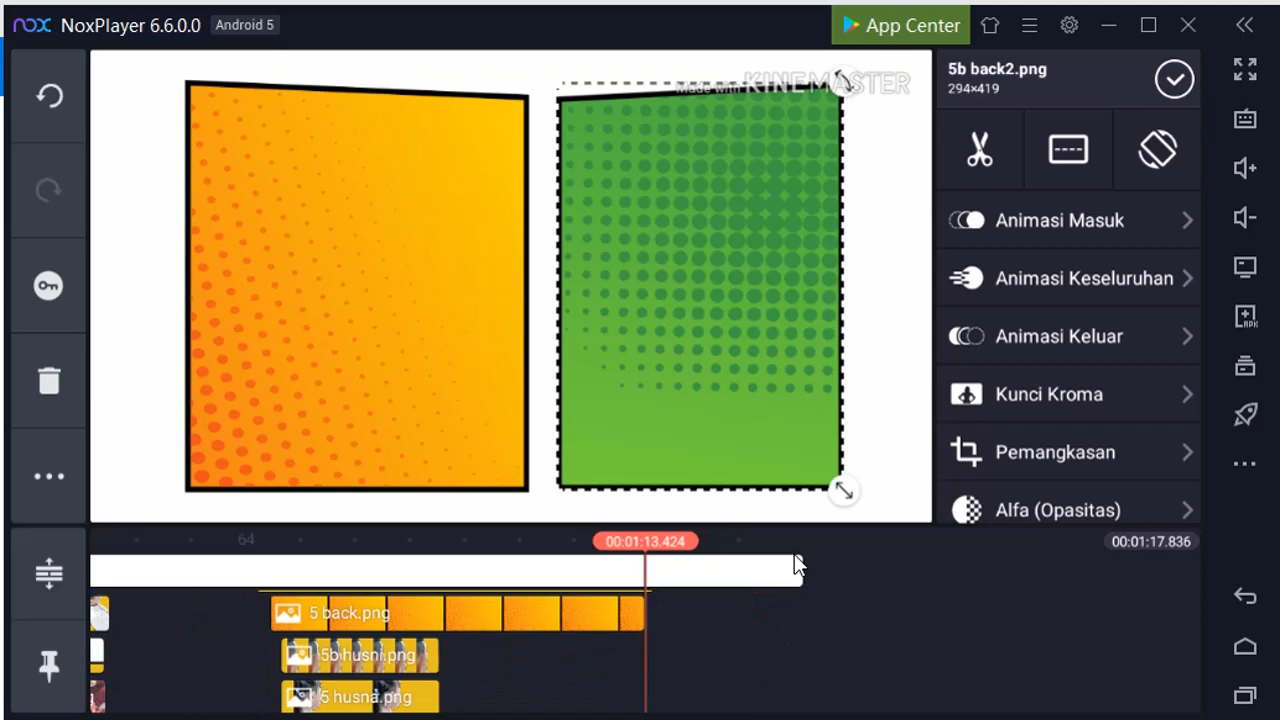 nox NoxPlayer 6.6.0.0 Android 5 App Center
Made with KINEMASTER
5b back2.png
294×419
Animasi Masuk
Animasi Keseluruhan
Animasi Keluar
Kunci Kroma
Pemangkasan
Alfa (Opasitas)
64 00:01:13.424 00:01:17.836
5 back.png
5b husni.png
5 husna.png